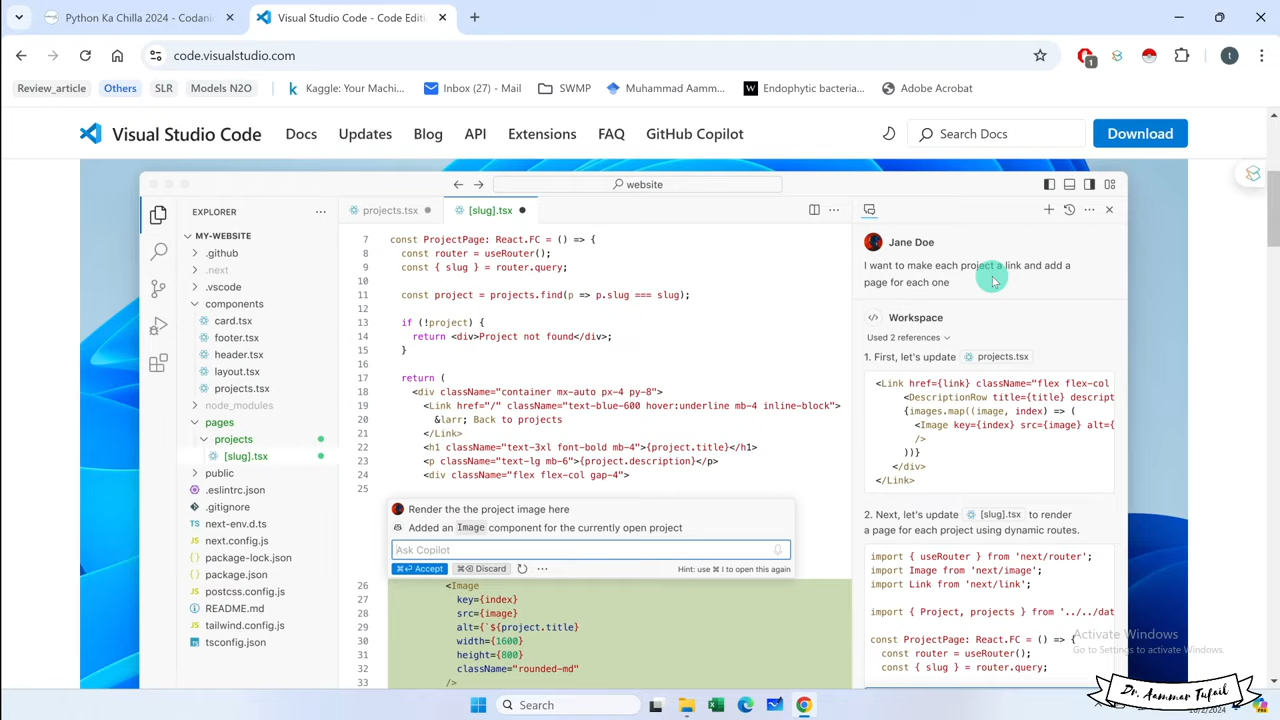 Python Ka Chilla 2024 - Codanic
Visual Studio Code - Code Editin
code.visualstudio.com
1
t
Review_article
Others
SLR
Models N2O
Kaggle: Your Machi...
Inbox (27) - Mail
SWMP
Muhammad Aamm...
Endophytic bacteria...
Adobe Acrobat
Visual Studio Code
Docs
Updates
Blog
API
Extensions
FAQ
GitHub Copilot
Search Docs
Download
website
EXPLORER
MY-WEBSITE
.github
.next
.vscode
components
card.tsx
footer.tsx
header.tsx
layout.tsx
projects.tsx
node_modules
pages
projects
[slug].tsx
public
.eslintrc.json
.gitignore
next-env.d.ts
next.config.js
package-lock.json
package.json
postcss.config.js
README.md
tailwind.config.js
tsconfig.json
projects.tsx
[slug].tsx
7 const ProjectPage: React.FC = () => {
8 const router = useRouter();
9 const { slug } = router.query;
10
11 const project = projects.find(p => p.slug === slug);
12
13 if (!project) {
14 return <div>Project not found</div>;
15 }
16
17 return (
18 <div className="container mx-auto px-4 py-8">
19 <Link href="/" className="text-blue-600 hover:underline mb-4 inline-block">
20 &larr; Back to projects
21 </Link>
22 <h1 className="text-3xl font-bold mb-4">{project.title}</h1>
23 <p className="text-lg mb-6">{project.description}</p>
24 <div className="flex flex-col gap-4">
25
Render the the project image here
Added an Image component for the currently open project
Ask Copilot
Accept
Discard
Hint: use ⌘ I to open this again
26 <Image
27 key={index}
28 src={image}
29 alt={`${project.title}
30 width={1600}
31 height={800}
32 className="rounded-md"
33 />
Jane Doe
I want to make each project a link and add a
page for each one
Workspace
Used 2 references
1. First, let's update projects.tsx
<Link href={link} className="flex flex-col
<DescriptionRow title={title} descript
{images.map((image, index) => (
<Image key={index} src={image} alt={
/>
))}
</div>
</Link>
2. Next, let's update [slug].tsx to render
a page for each project using dynamic routes.
import { useRouter } from 'next/router';
import Image from 'next/image';
import Link from 'next/link';
import { Project, projects } from '../../dat
const ProjectPage: React.FC = () => {
const router = useRouter();
const { slug } = router.query;
Activate Windows
Go to Settings to activate Windows.
Dr. Aammar Tufail
Search